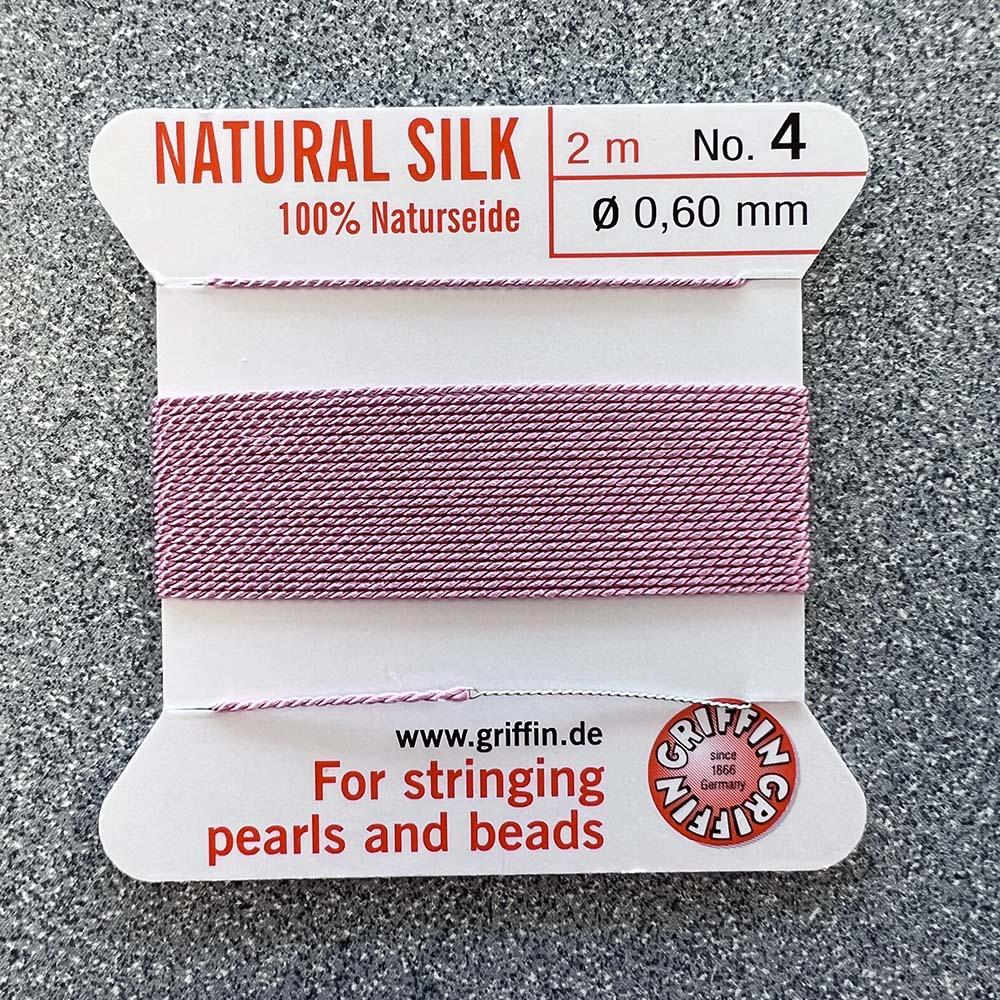 NATURAL SILK
100% Naturseide
2 m No. 4
Ø 0,60 mm
www.griffin.de
For stringing
pearls and beads
GRIFFIN GRIFFIN
since
1866
Germany